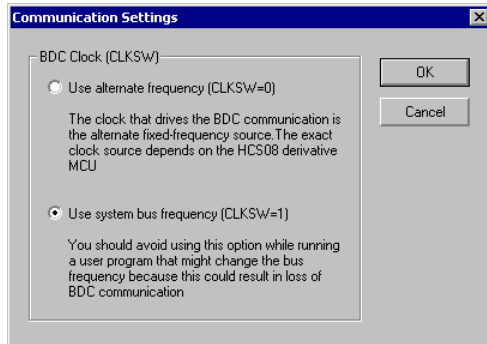 Communication Settings
BDC Clock (CLKSW)
Use alternate frequency (CLKSW=0)
The clock that drives the BDC communication is
the alternate fixed-frequency source.The exact
clock source depends on the HCS08 derivative
MCU
Use system bus frequency (CLKSW=1)
You should avoid using this option while running
a user program that might change the bus
frequency because this could result in loss of
BDC communication
OK
Cancel